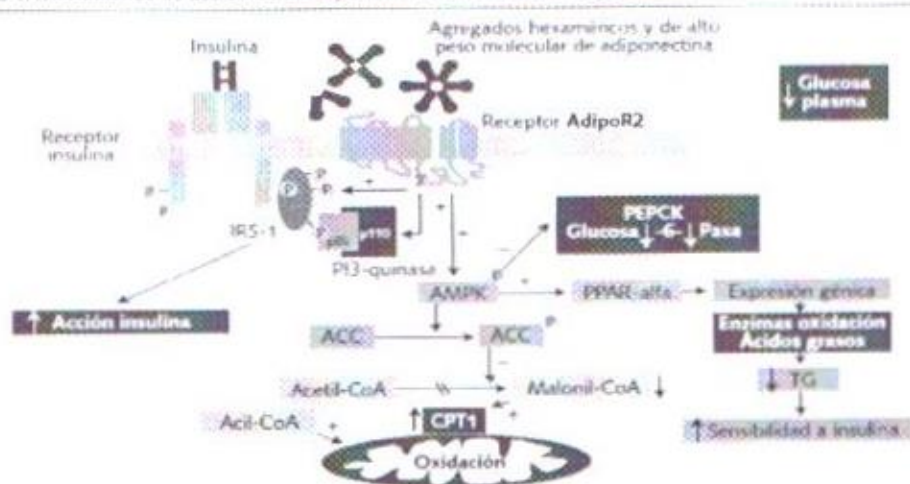 Agregados hexaméricos y de alto
peso molecular de adiponectina
Insulina
↓ Glucosa
plasma
Receptor AdipoR2
Receptor
insulina
P
P
P
P
P
+
IRS-1
P
p85
p110
PI3-quinasa
+
−
PEPCK
Glucosa ↓ -6- ↓ Pasa
AMPK
P
+
PPAR-alfa
Expresión génica
↑ Acción insulina
ACC
ACC
P
Enzimas oxidación
Ácidos grasos
−
↓ TG
Acetil-CoA
Malonil-CoA ↓
↑ CPT1
+
Acil-CoA
+
↑ Sensibilidad a insulina
Oxidación